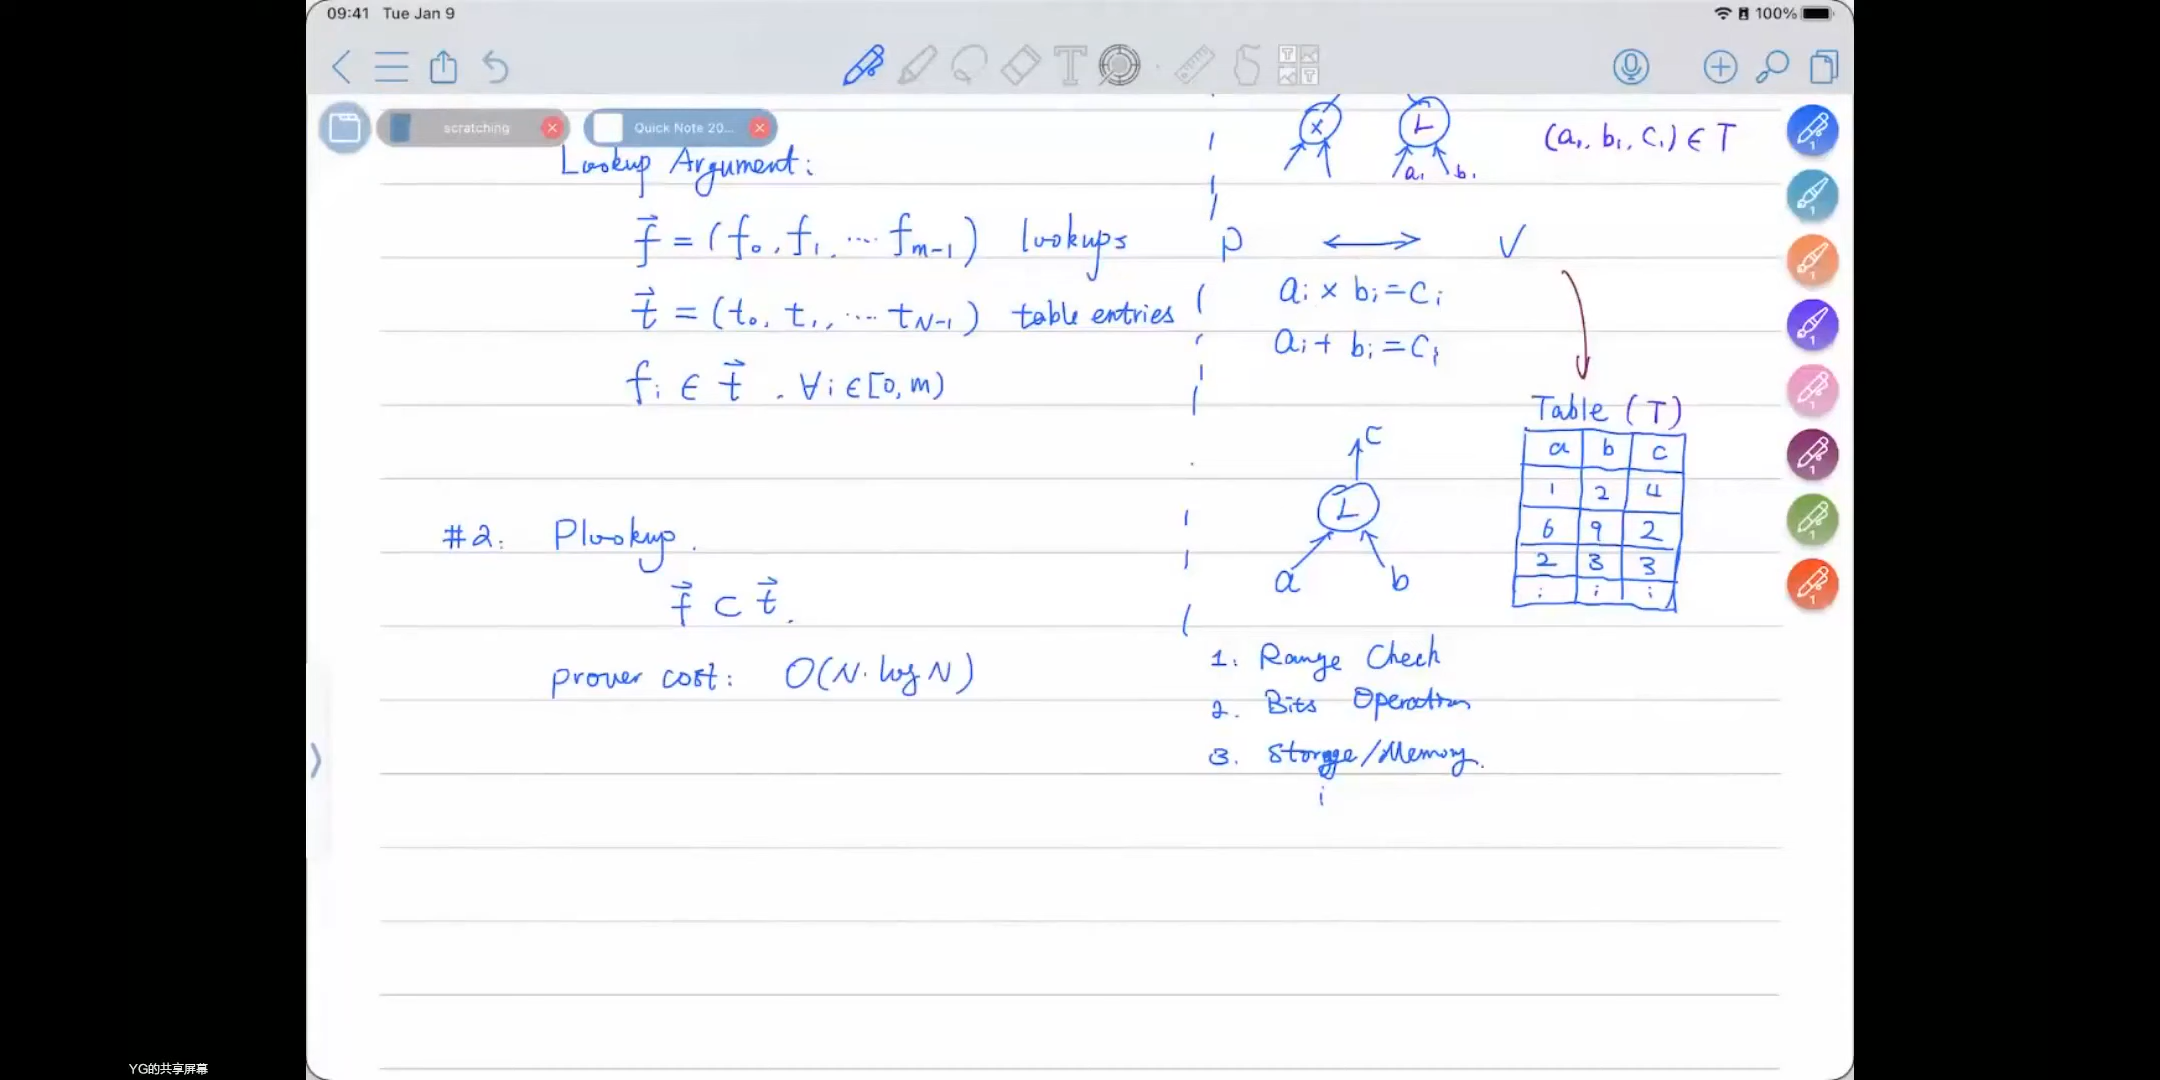 09:41 Tue Jan 9
100%
scratching
Quick Note 20...
Lookup Argument:
f⃗ = (f₀, f₁, ... fₘ₋₁) lookups
t⃗ = (t₀, t₁, ... t_{N-1}) table entries
fᵢ ∈ t⃗ . ∀i ∈ [0, m)
#2. Plookup.
f⃗ ⊂ t⃗.
prover cost: O(N·log N)
× L (a₁, b₁, c₁) ∈ T
a₁ b₁
P ⟷ V
aᵢ × bᵢ = cᵢ
aᵢ + bᵢ = cᵢ
c
L
a b
Table (T)
a b c
1 2 4
6 9 2
2 3 3
⋮ ⋮ ⋮
1. Range Check
2. Bits Operation
3. Storage/Memory.
⋮
YG的共享屏幕